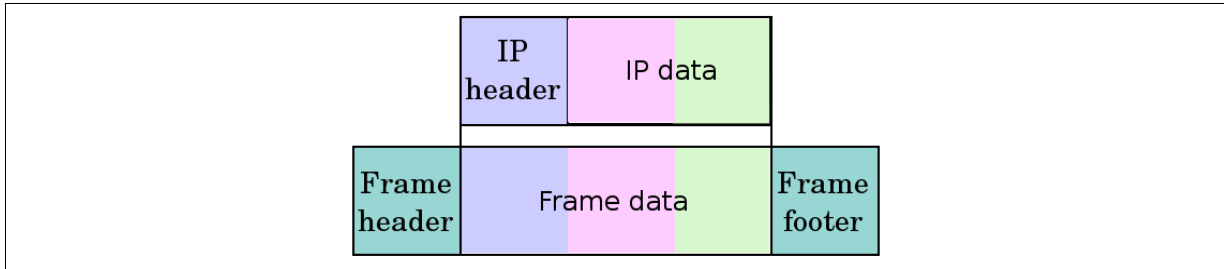 IP
header
IP data
Frame
header
Frame data
Frame
footer